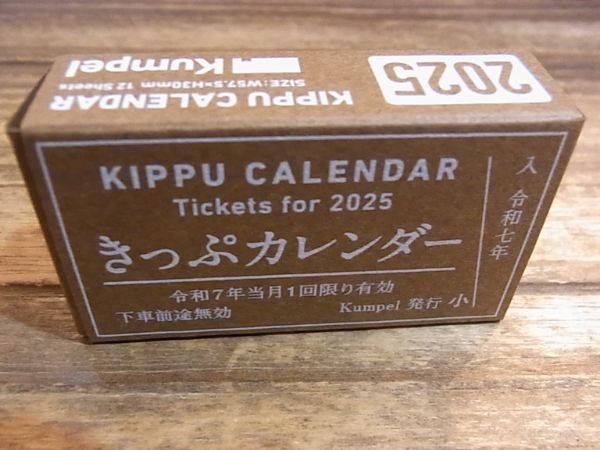 2025
Kumpel
SIZE:W57.5×H30mm 12 Sheets
KIPPU CALENDAR
KIPPU CALENDAR
Tickets for 2025
きっぷカレンダー
令和7年当月1回限り有効
下車前途無効
Kumpel 発行 小
入 令和七年